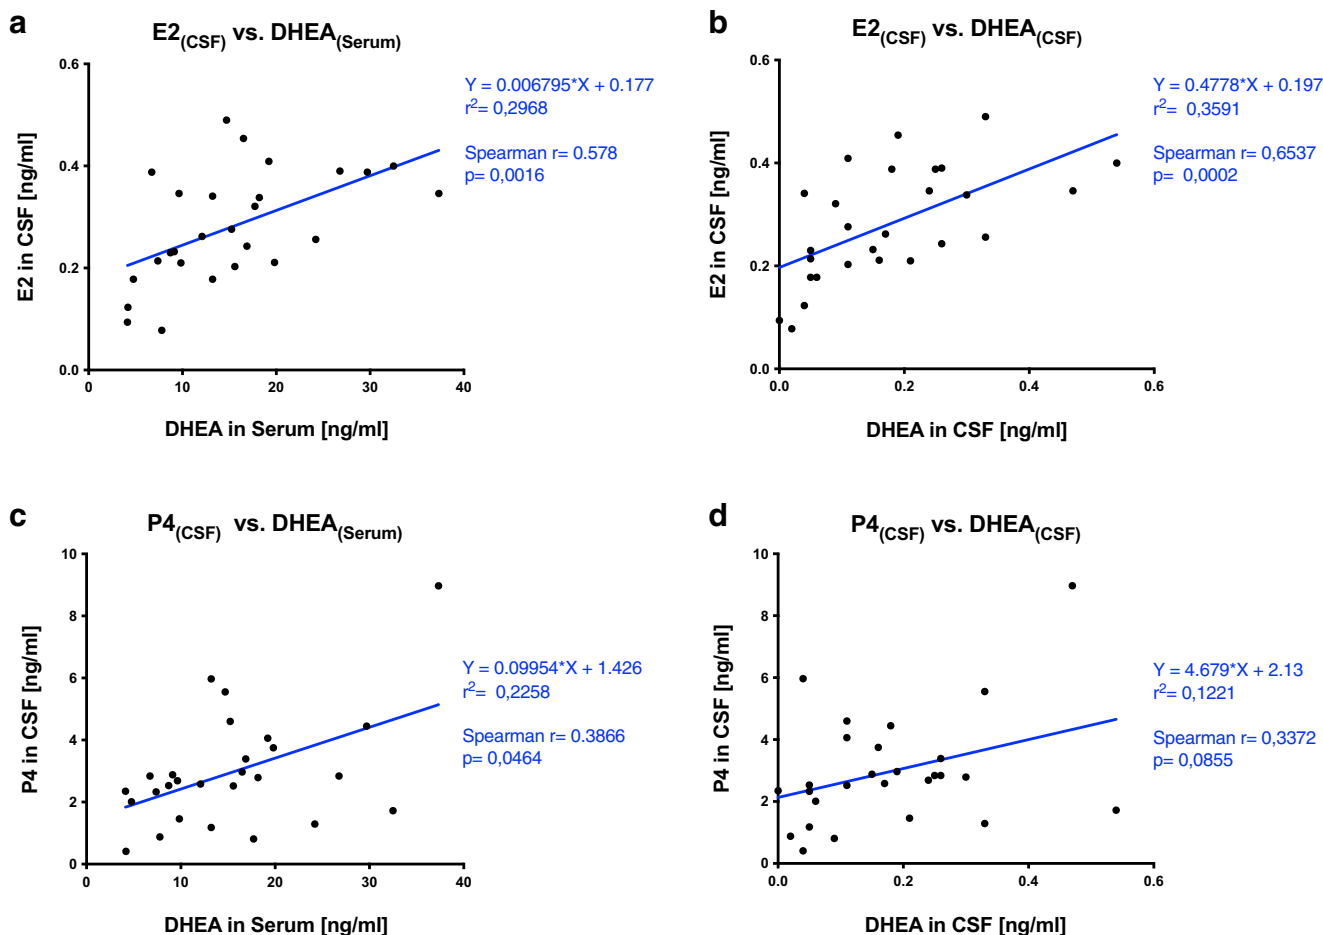 a
E2(CSF) vs. DHEA(Serum)
0.6
0.4
0.2
0.0
E2 in CSF [ng/ml]
0 10 20 30 40
DHEA in Serum [ng/ml]
Y = 0.006795*X + 0.177
r²= 0,2968
Spearman r= 0.578
p= 0,0016
b
E2(CSF) vs. DHEA(CSF)
0.6
0.4
0.2
0.0
E2 in CSF [ng/ml]
0.0 0.2 0.4 0.6
DHEA in CSF [ng/ml]
Y = 0.4778*X + 0.197
r²= 0,3591
Spearman r= 0,6537
p= 0,0002
c
P4(CSF) vs. DHEA(Serum)
10
8
6
4
2
0
P4 in CSF [ng/ml]
0 10 20 30 40
DHEA in Serum [ng/ml]
Y = 0.09954*X + 1.426
r²= 0,2258
Spearman r= 0.3866
p= 0,0464
d
P4(CSF) vs. DHEA(CSF)
10
8
6
4
2
0
P4 in CSF [ng/ml]
0.0 0.2 0.4 0.6
DHEA in CSF [ng/ml]
Y = 4.679*X + 2.13
r²= 0,1221
Spearman r= 0,3372
p= 0,0855